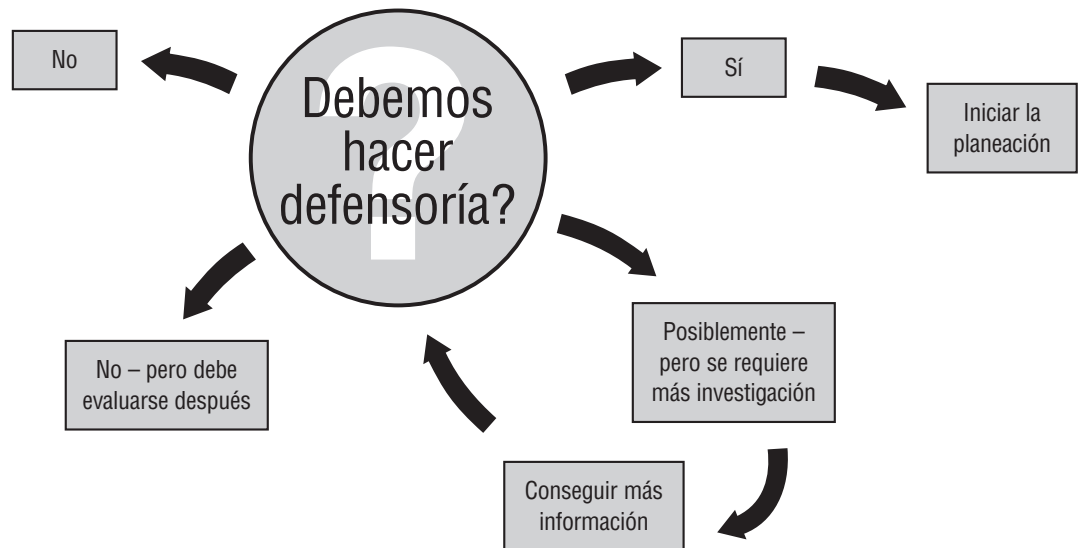 Debemos
hacer
defensoría?
No
Sí
Iniciar la
planeación
Posiblemente –
pero se requiere
más investigación
Conseguir más
información
No – pero debe
evaluarse después